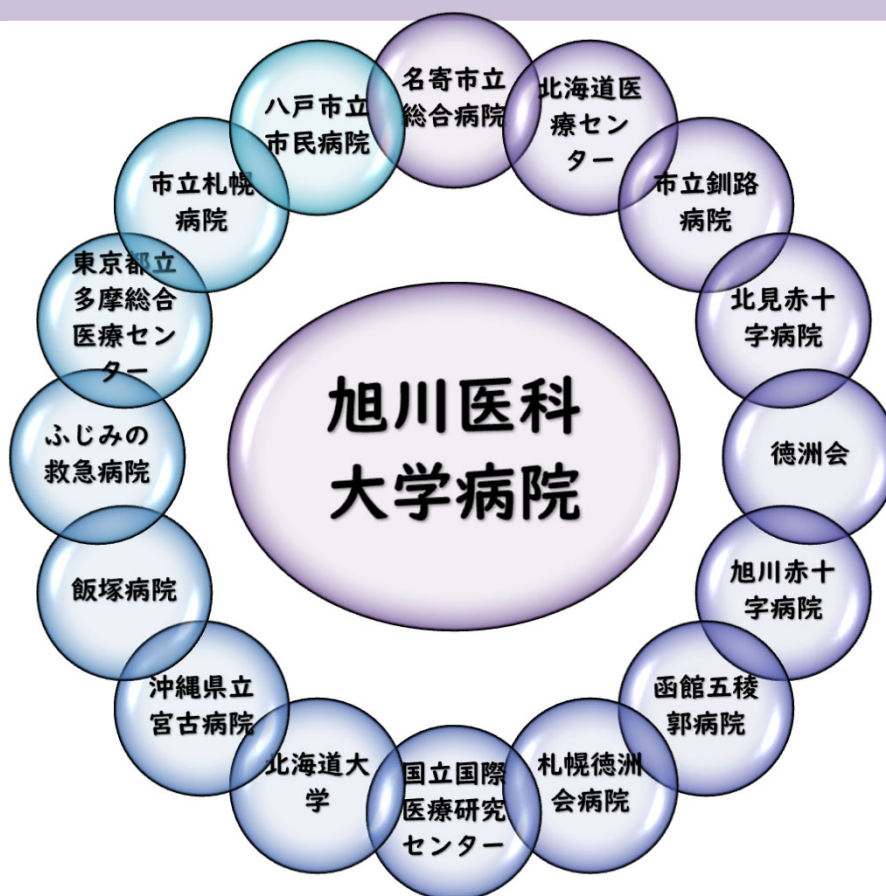 旭川医科
大学病院
名寄市立
総合病院
北海道医
療セン
ター
市立釧路
病院
北見赤十
字病院
徳洲会
旭川赤十
字病院
函館五稜
郭病院
札幌徳洲
会病院
国立国際
医療研究
センター
北海道大
学
沖縄県立
宮古病院
飯塚病院
ふじみの
救急病院
東京都立
多摩総合
医療セン
ター
市立札幌
病院
八戸市立
市民病院